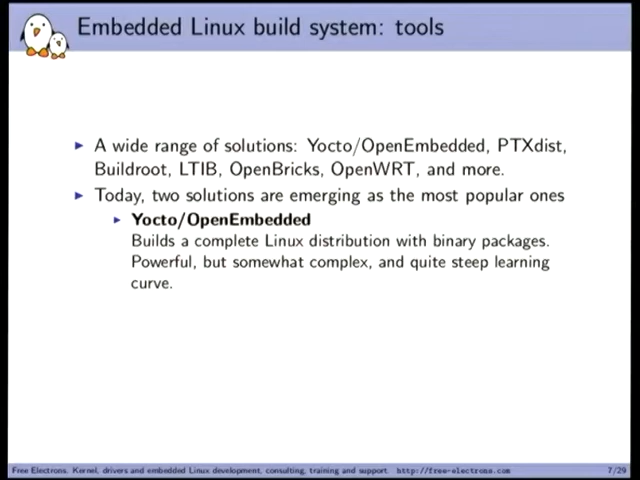 Embedded Linux build system: tools
A wide range of solutions: Yocto/OpenEmbedded, PTXdist,
Buildroot, LTIB, OpenBricks, OpenWRT, and more.
Today, two solutions are emerging as the most popular ones
Yocto/OpenEmbedded
Builds a complete Linux distribution with binary packages.
Powerful, but somewhat complex, and quite steep learning
curve.
Free Electrons. Kernel, drivers and embedded Linux development, consulting, training and support. http://free-electrons.com 7/29